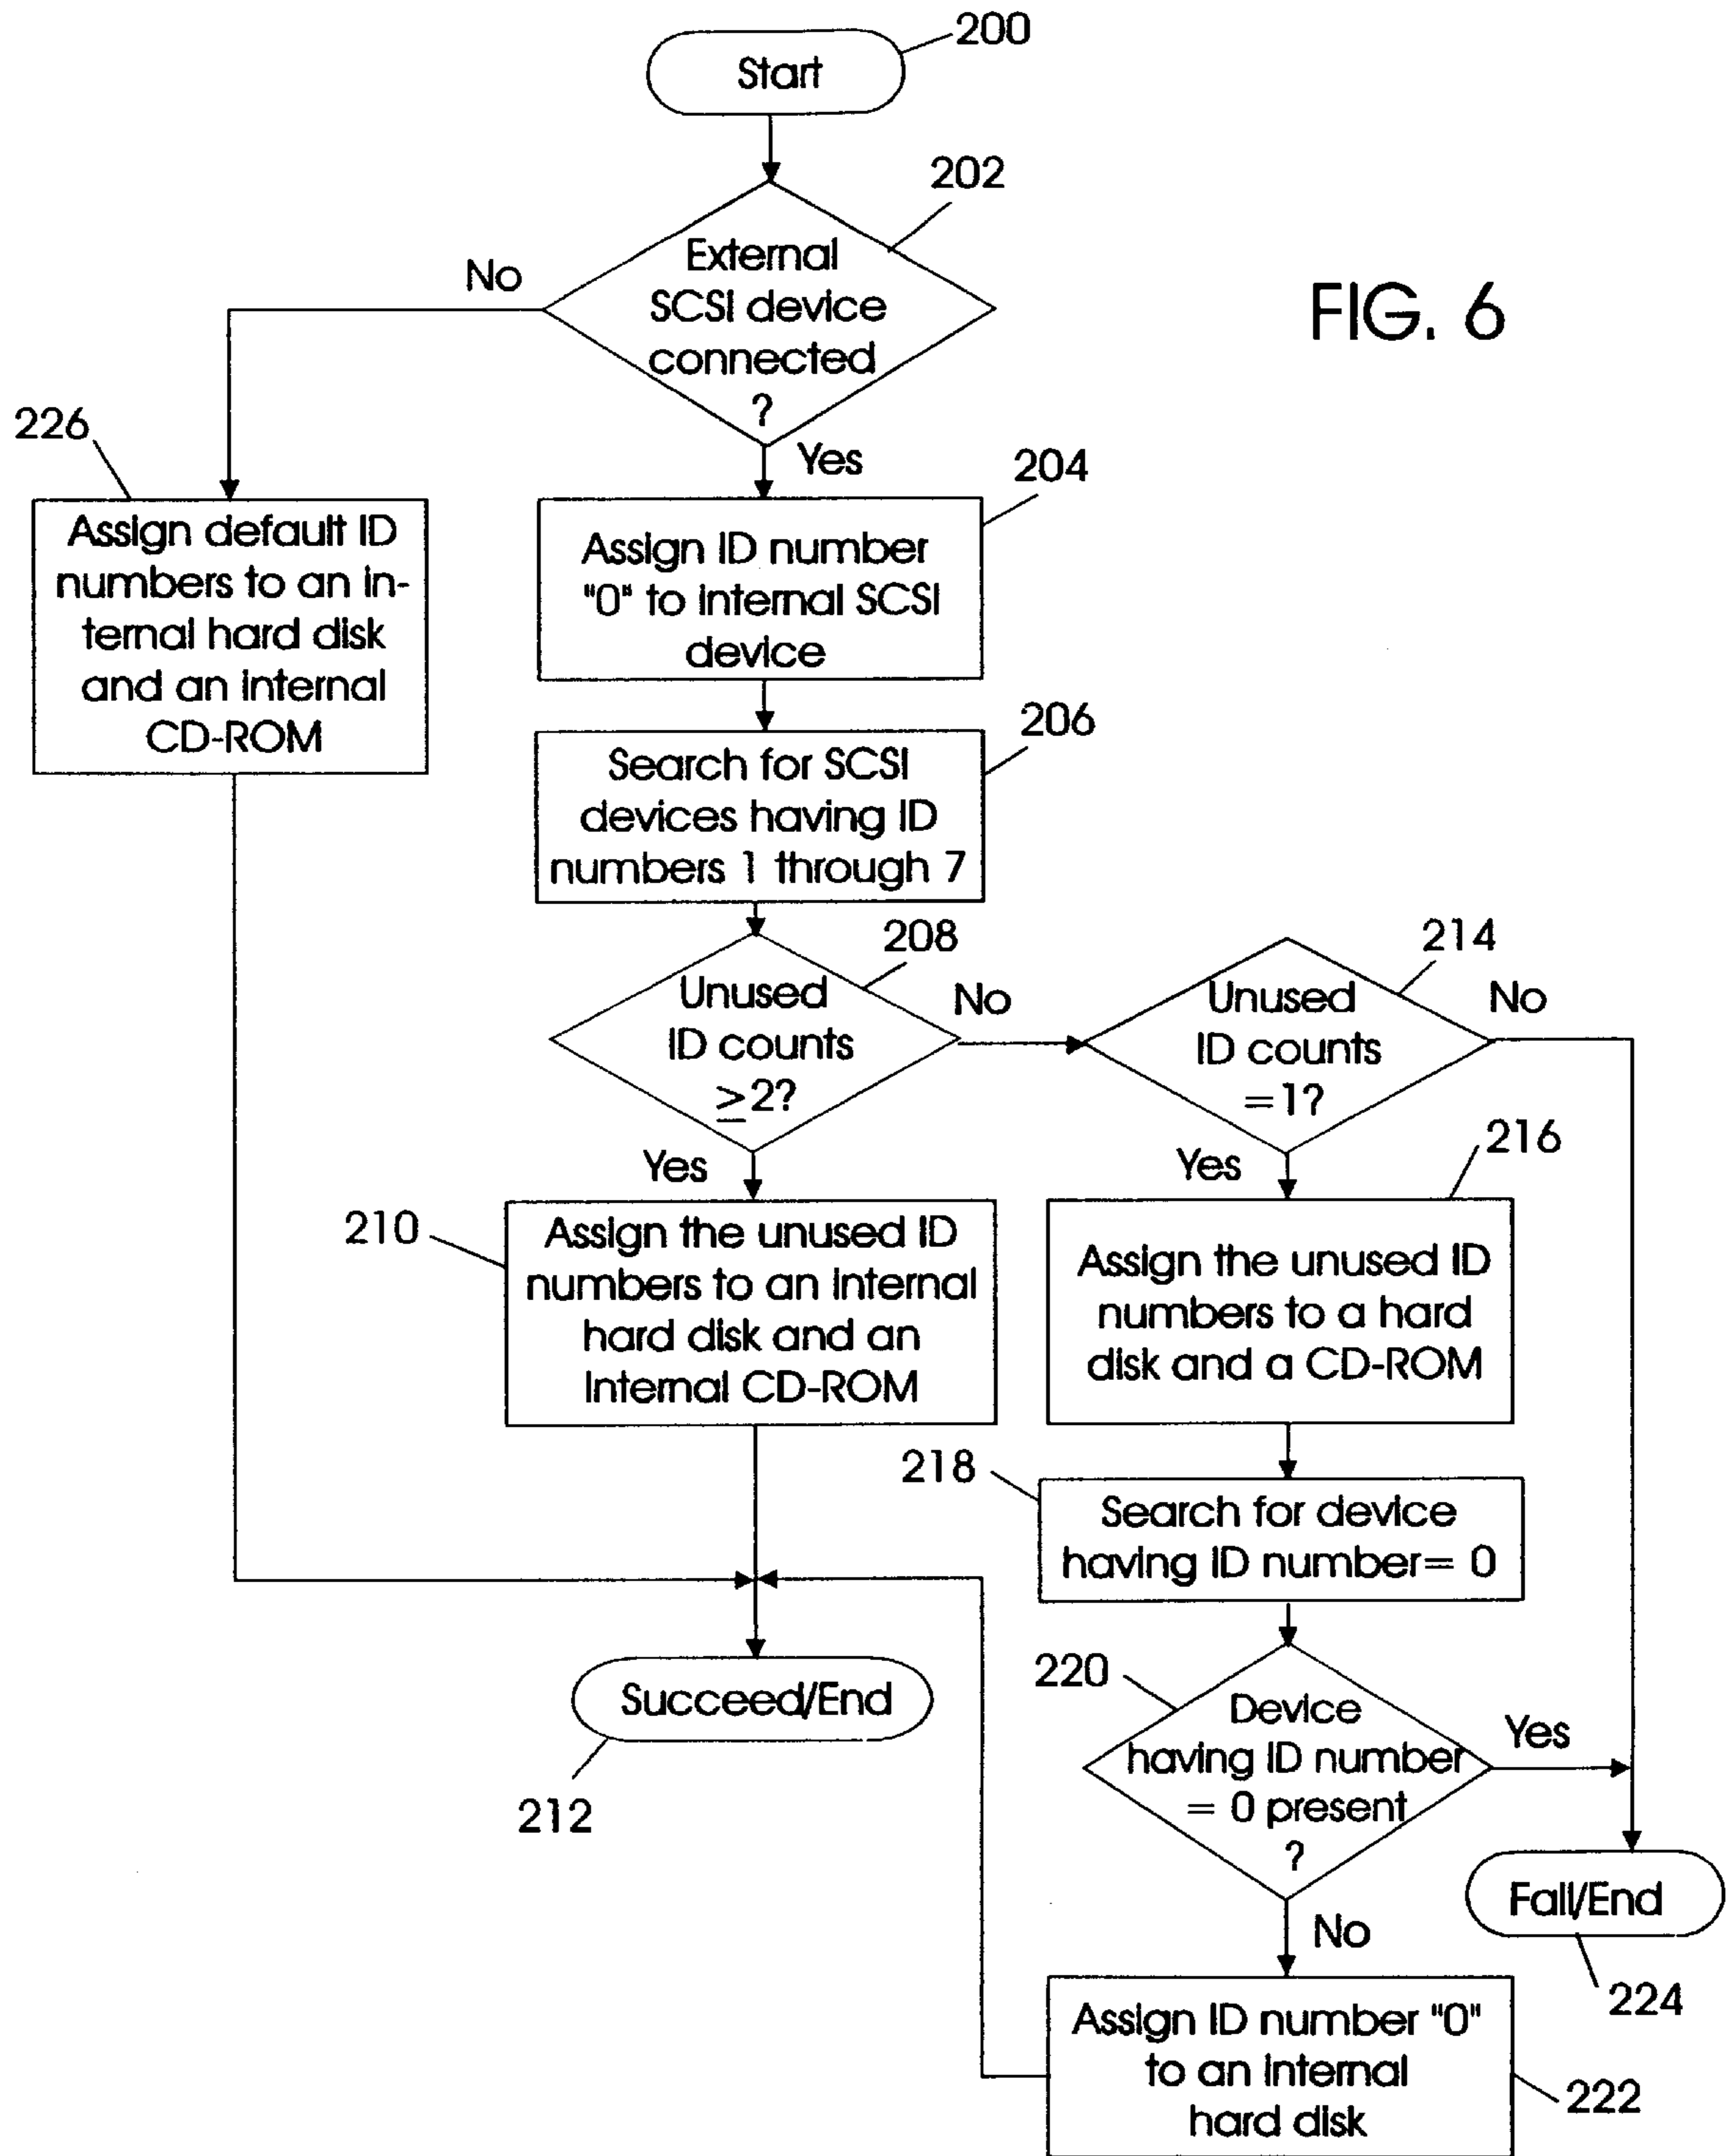 200
Start
202
External
SCSI device
connected
?
No
Yes
FIG. 6
226
Assign default ID
numbers to an in-
ternal hard disk
and an internal
CD-ROM
204
Assign ID number
"0" to internal SCSI
device
206
Search for SCSI
devices having ID
numbers 1 through 7
208
Unused
ID counts
≥2?
No
Yes
214
Unused
ID counts
=1?
No
Yes
210
Assign the unused ID
numbers to an internal
hard disk and an
internal CD-ROM
216
Assign the unused ID
numbers to a hard
disk and a CD-ROM
218
Search for device
having ID number= 0
Succeed/End
212
220
Device
having ID number
= 0 present
?
Yes
No
Fail/End
224
Assign ID number "0"
to an internal
hard disk
222